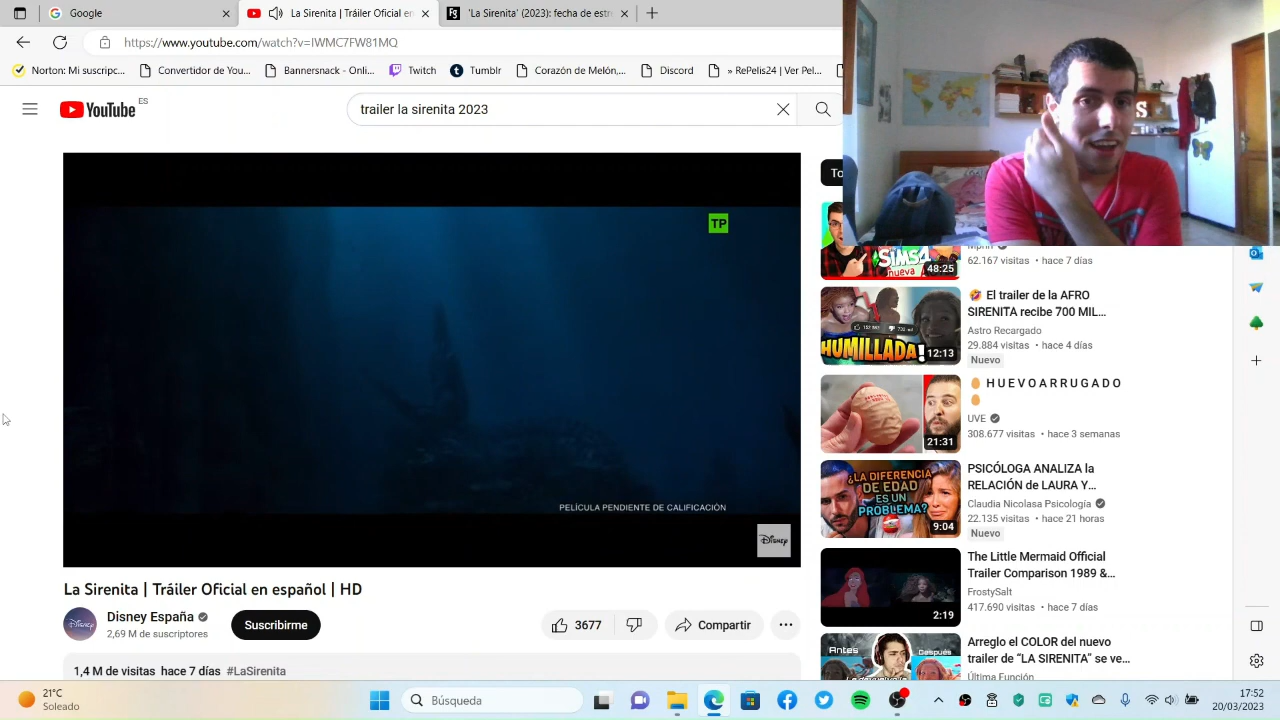 La Sirenita | Tráiler Oficial en
'La Sirenita' (2023): fecha est
https://www.youtube.com/watch?v=IWMC7FW81MQ
Norton: Mi suscripc...
Convertidor de You...
Bannersnack - Onli...
Twitch
Tumblr
Corazón de Melón,...
Discord
» RePelis24 | Ver Pel...
YouTube ES
trailer la sirenita 2023
TP
PELÍCULA PENDIENTE DE CALIFICACIÓN
Disney
La Sirenita | Tráiler Oficial en español | HD
Disney España
2,69 M de suscriptores
Suscribirme
3677
Compartir
1,4 M de visitas hace 7 días #LaSirenita
To
S
SIMS4
nueva
48:25
62.167 visitas • hace 7 días
HUMILLADA!
12:13
🤣 El trailer de la AFRO
SIRENITA recibe 700 MIL...
Astro Recargado
29.884 visitas • hace 4 días
Nuevo
21:31
🥚 H U E V O A R R U G A D O
🥚
UVE
308.677 visitas • hace 3 semanas
¿LA DIFERENCIA
DE EDAD
ES UN
PROBLEMA?
9:04
PSICÓLOGA ANALIZA la
RELACIÓN de LAURA Y...
Claudia Nicolasa Psicología
22.135 visitas • hace 21 horas
Nuevo
2:19
The Little Mermaid Official
Trailer Comparison 1989 &...
FrostySalt
417.690 visitas • hace 7 días
Antes
Después
Arreglo el COLOR del nuevo
trailer de “LA SIRENITA” se ve...
Última Función
21°C
Soleado
Búsqueda
17:52
20/03/2023